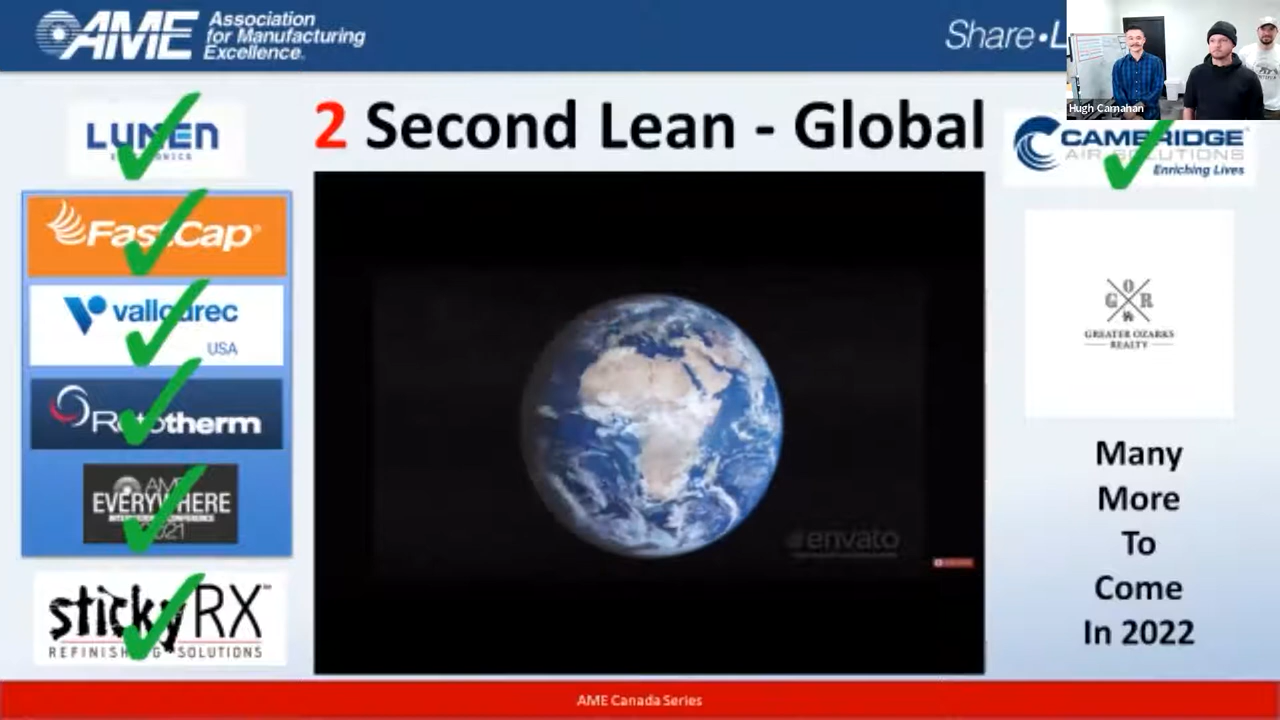 AME Association
for Manufacturing
Excellence.
Share•L
Hugh Carnahan
2 Second Lean - Global
LUMEN
FastCap
vallourec
USA
Rototherm
AME
EVERYWHERE
2021
stickyRX
REFINISHING SOLUTIONS
envato
CAMBRIDGE
AIR SOLUTIONS
Enriching Lives
G O R
GREATER OZARKS
REALTY
Many
More
To
Come
In 2022
AME Canada Series